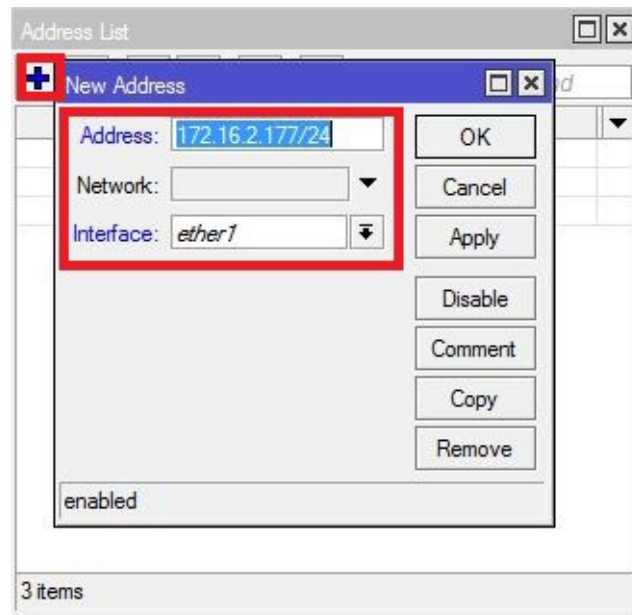 Address List
New Address
Address: 172.16.2.177/24
Network:
Interface: ether1
OK
Cancel
Apply
Disable
Comment
Copy
Remove
enabled
3 items